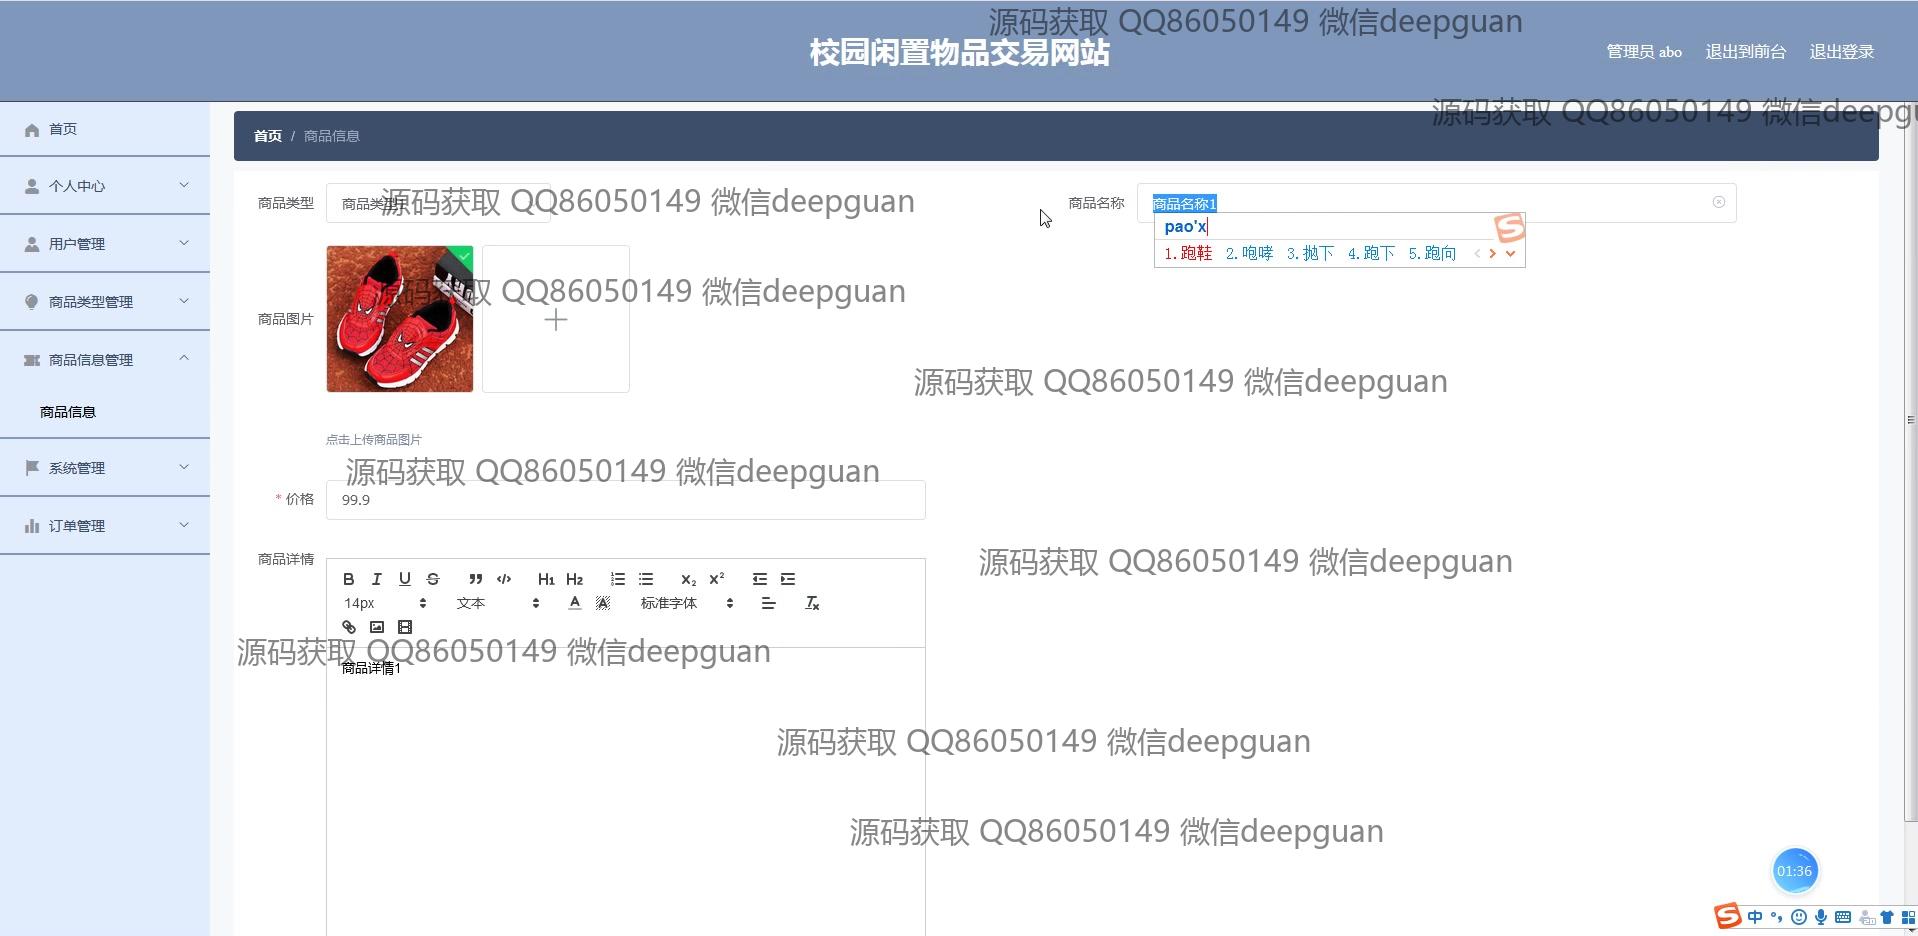 源码获取 QQ86050149 微信deepguan
校园闲置物品交易网站
管理员 abo 退出到前台 退出登录
源码获取 QQ86050149 微信deepg
首页
首页 / 商品信息
个人中心
商品类型
源码获取 QQ86050149 微信deepguan
商品名称
商品名称1
pao'x
用户管理
1.跑鞋 2.咆哮 3.抛下 4.跑下 5.跑向
源码获取 QQ86050149 微信deepguan
商品类型管理
商品图片
商品信息管理
源码获取 QQ86050149 微信deepguan
商品信息
点击上传商品图片
系统管理
源码获取 QQ86050149 微信deepguan
* 价格 99.9
订单管理
商品详情
源码获取 QQ86050149 微信deepguan
B I U S H1 H2 X2 X2
14px 文本 A A 标准字体 Tx
源码获取 QQ86050149 微信deepguan
商品详情1
源码获取 QQ86050149 微信deepguan
源码获取 QQ86050149 微信deepguan
01:36
S 中